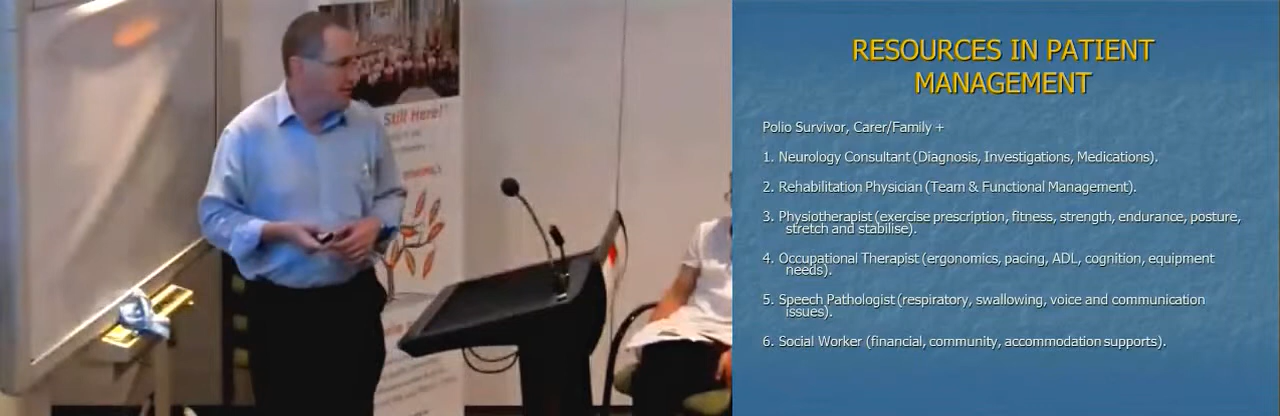 Still Here!"
RESOURCES IN PATIENT
MANAGEMENT
Polio Survivor, Carer/Family +
1. Neurology Consultant (Diagnosis, Investigations, Medications).
2. Rehabilitation Physician (Team & Functional Management).
3. Physiotherapist (exercise prescription, fitness, strength, endurance, posture,
stretch and stabilise).
4. Occupational Therapist (ergonomics, pacing, ADL, cognition, equipment
needs).
5. Speech Pathologist (respiratory, swallowing, voice and communication
issues).
6. Social Worker (financial, community, accommodation supports).